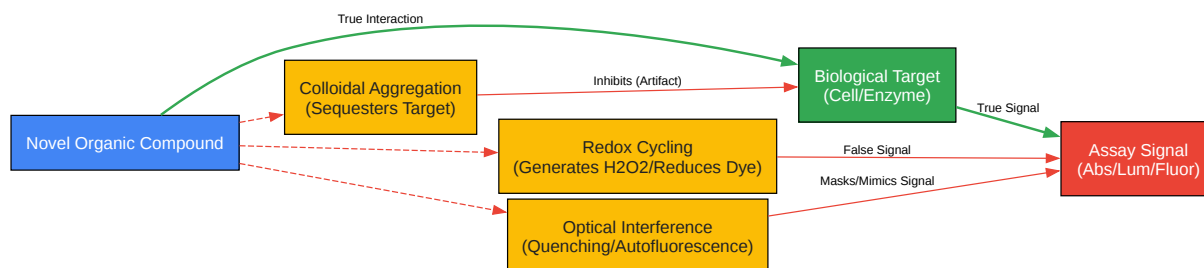 True Interaction
Colloidal Aggregation
(Sequesters Target)
Inhibits (Artifact)
Biological Target
(Cell/Enzyme)
True Signal
Novel Organic Compound
Redox Cycling
(Generates H2O2/Reduces Dye)
False Signal
Assay Signal
(Abs/Lum/Fluor)
Masks/Mimics Signal
Optical Interference
(Quenching/Autofluorescence)